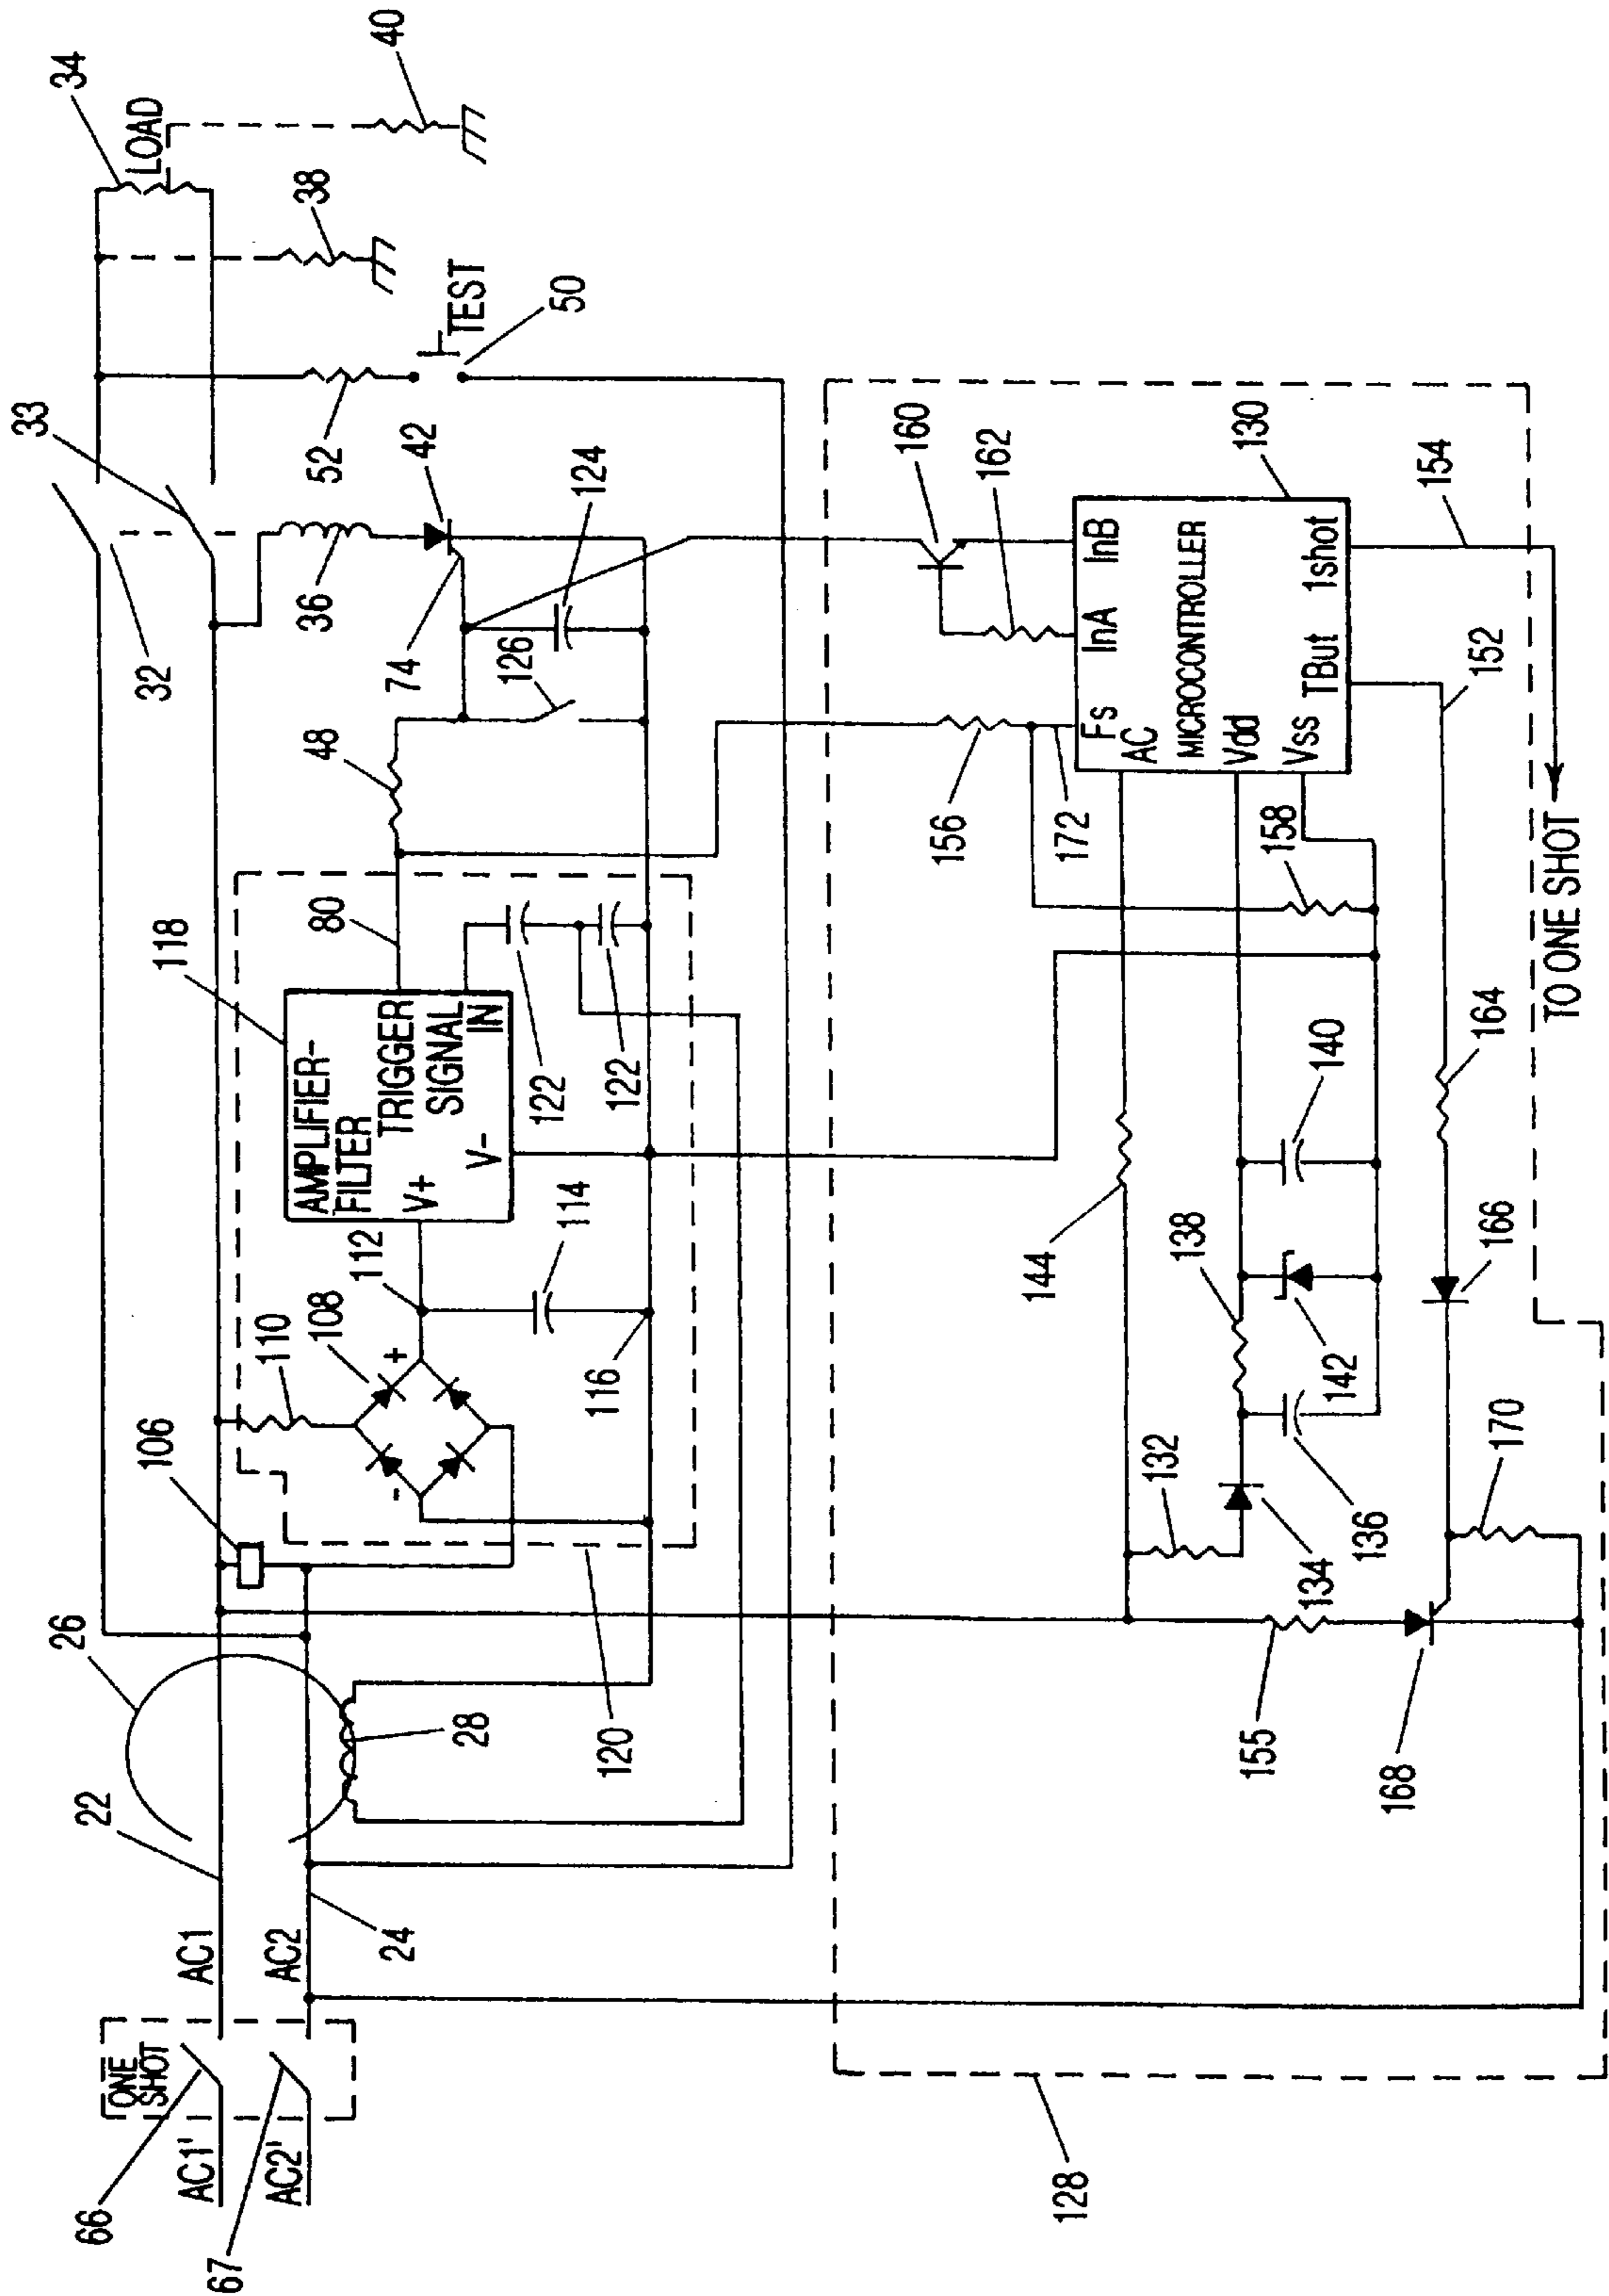 66
67
AC1'
AC2'
ONE
SHOT
AC1
AC2
22
24
26
28
106
110
108
+
-
112
114
116
118
AMPLIFIER-
FILTER
TRIGGER
SIGNAL
IN
V+
V-
120
122
122
80
48
126
124
74
42
36
32
33
52
TEST
50
34
LOAD
38
40
128
155
168
170
132
134
136
138
142
140
144
166
164
158
156
172
160
162
Fs
InA
InB
AC
MICROCONTROLLER
Vdd
Vss
TBut
1shot
130
152
154
TO ONE SHOT